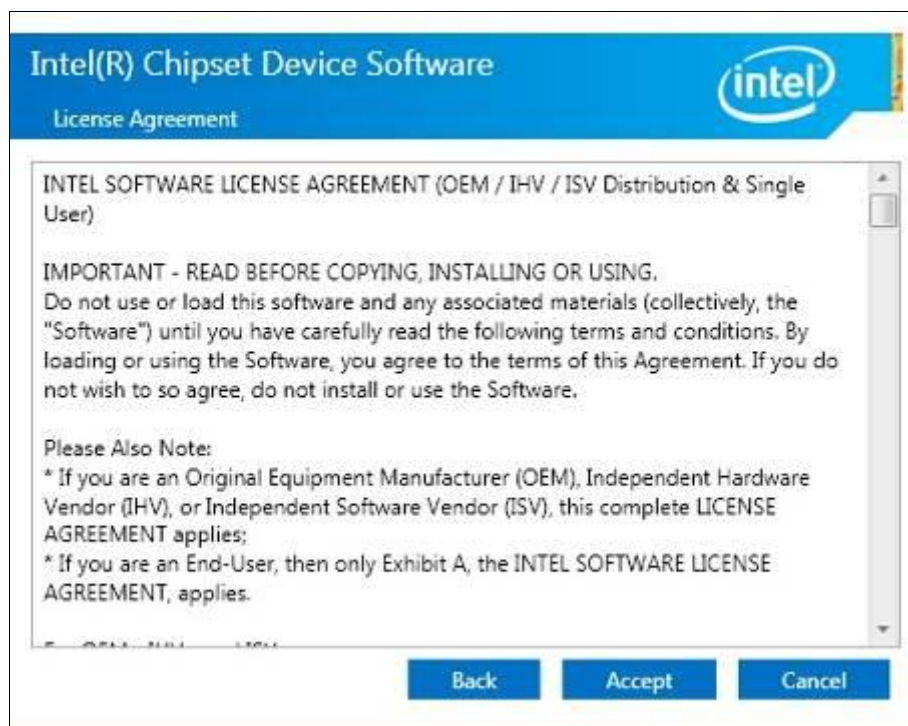 Intel(R) Chipset Device Software
intel
License Agreement
INTEL SOFTWARE LICENSE AGREEMENT (OEM / IHV / ISV Distribution & Single
User)
IMPORTANT - READ BEFORE COPYING, INSTALLING OR USING.
Do not use or load this software and any associated materials (collectively, the
"Software") until you have carefully read the following terms and conditions. By
loading or using the Software, you agree to the terms of this Agreement. If you do
not wish to so agree, do not install or use the Software.
Please Also Note:
* If you are an Original Equipment Manufacturer (OEM), Independent Hardware
Vendor (IHV), or Independent Software Vendor (ISV), this complete LICENSE
AGREEMENT applies;
* If you are an End-User, then only Exhibit A, the INTEL SOFTWARE LICENSE
AGREEMENT, applies.
Back Accept Cancel